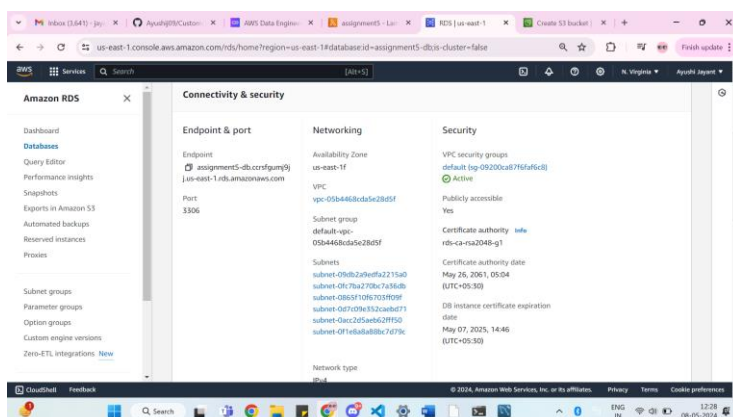 Inbox (3,641) - jay
Ayushij09/Custom
AWS Data Engine
assignment5 - La
RDS | us-east-1
Create S3 bucket |
us-east-1.console.aws.amazon.com/rds/home?region=us-east-1#database:id=assignment5-db;is-cluster=false
Finish update
aws
Services
Search
[Alt+S]
N. Virginia
Ayushi Jayant
Amazon RDS
Dashboard
Databases
Query Editor
Performance insights
Snapshots
Exports in Amazon S3
Automated backups
Reserved instances
Proxies
Subnet groups
Parameter groups
Option groups
Custom engine versions
Zero-ETL integrations New
Connectivity & security
Endpoint & port
Endpoint
assignment5-db.ccrsfgumj9j
j.us-east-1.rds.amazonaws.com
Port
3306
Networking
Availability Zone
us-east-1f
VPC
vpc-05b4468cda5e28d5f
Subnet group
default-vpc-
05b4468cda5e28d5f
Subnets
subnet-09db2a9edfa2215a0
subnet-0fc7ba270bc7a36db
subnet-0865f10f6703ff09f
subnet-0d7c09e352caebd71
subnet-0acc2d5aeb62fff50
subnet-0f1e8a8a88bc7d79c
Network type
IPv4
Security
VPC security groups
default (sg-09200ca87f6faf6c8)
Active
Publicly accessible
Yes
Certificate authority Info
rds-ca-rsa2048-g1
Certificate authority date
May 26, 2061, 05:04
(UTC+05:30)
DB instance certificate expiration
date
May 07, 2025, 14:46
(UTC+05:30)
CloudShell
Feedback
© 2024, Amazon Web Services, Inc. or its affiliates.
Privacy
Terms
Cookie preferences
Search
ENG
IN
12:28
08-05-2024